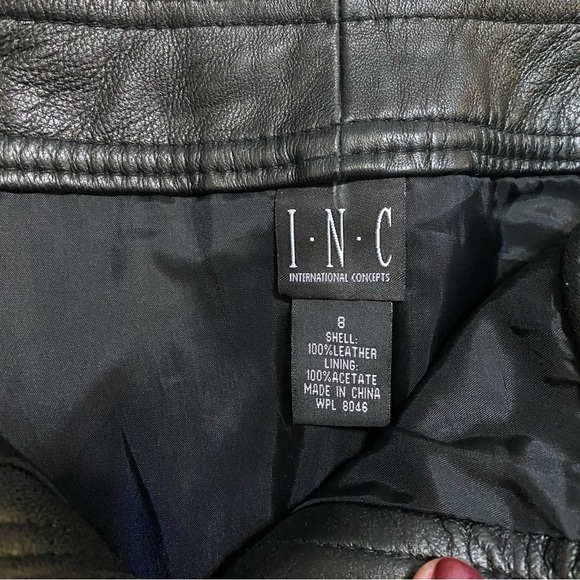 I·N·C
INTERNATIONAL CONCEPTS
8
SHELL:
100%LEATHER
LINING:
100%ACETATE
MADE IN CHINA
WPL 8046